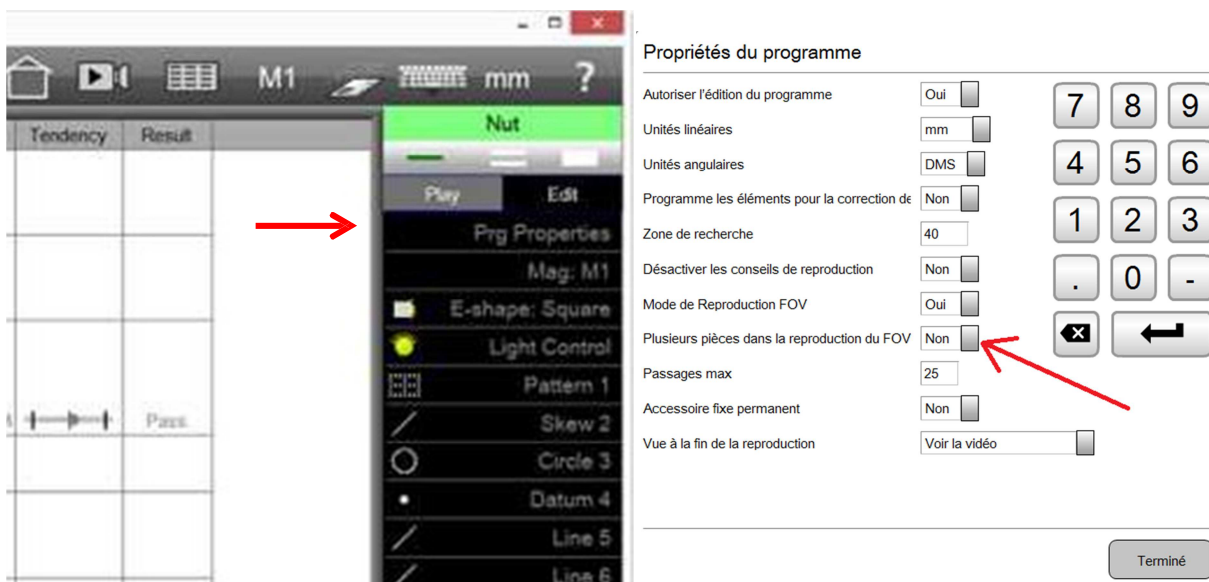 M1 mm ?
Tendency Result
Nut
Play Edit
Prg Properties
Mag: M1
E-shape: Square
Light Control
Pattern 1
Skew 2
Circle 3
Datum 4
Line 5
Line 6
Pass
Propriétés du programme
Autoriser l'édition du programme Oui
Unités linéaires mm
Unités angulaires DMS
Programme les éléments pour la correction de Non
Zone de recherche 40
Désactiver les conseils de reproduction Non
Mode de Reproduction FOV Oui
Plusieurs pièces dans la reproduction du FOV Non
Passages max 25
Accessoire fixe permanent Non
Vue à la fin de la reproduction Voir la vidéo
7 8 9
4 5 6
1 2 3
. 0 -
Terminé